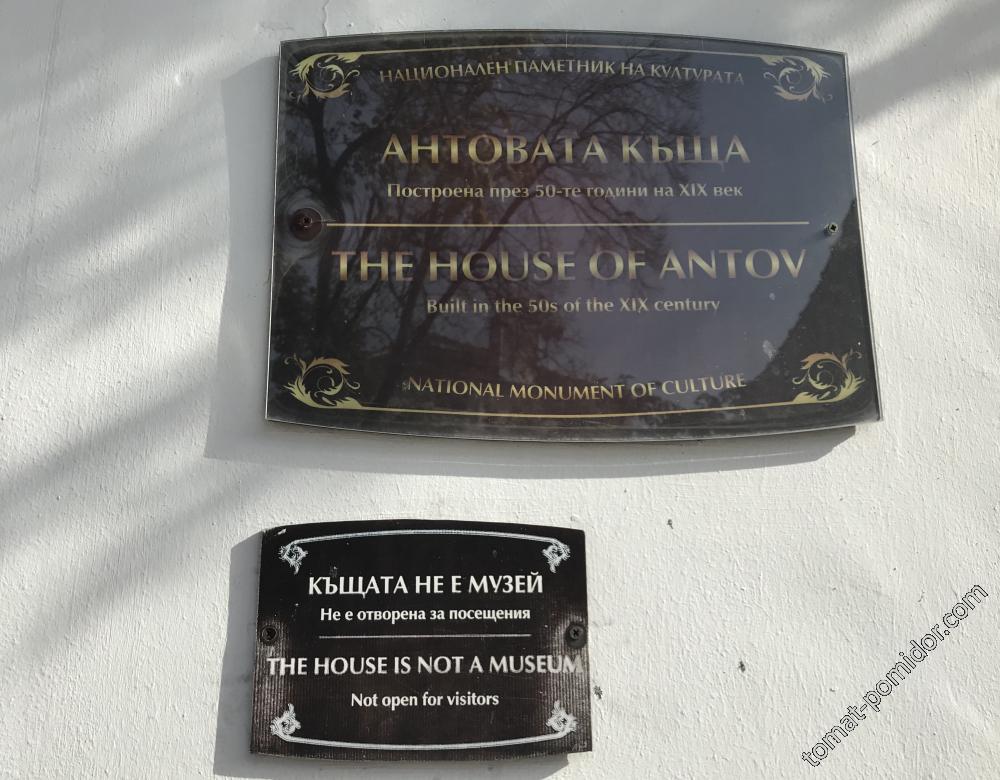 НАЦИОНАЛЕН ПАМЕТНИК НА КУЛТУРАТА
АНТОВАТА КЪЩА
Построена през 50-те години на XIX век
THE HOUSE OF ANTOV
Built in the 50s of the XIX century
NATIONAL MONUMENT OF CULTURE
КЪЩАТА НЕ Е МУЗЕЙ
Не е отворена за посещения
THE HOUSE IS NOT A MUSEUM
Not open for visitors
tomat-pomidor.com